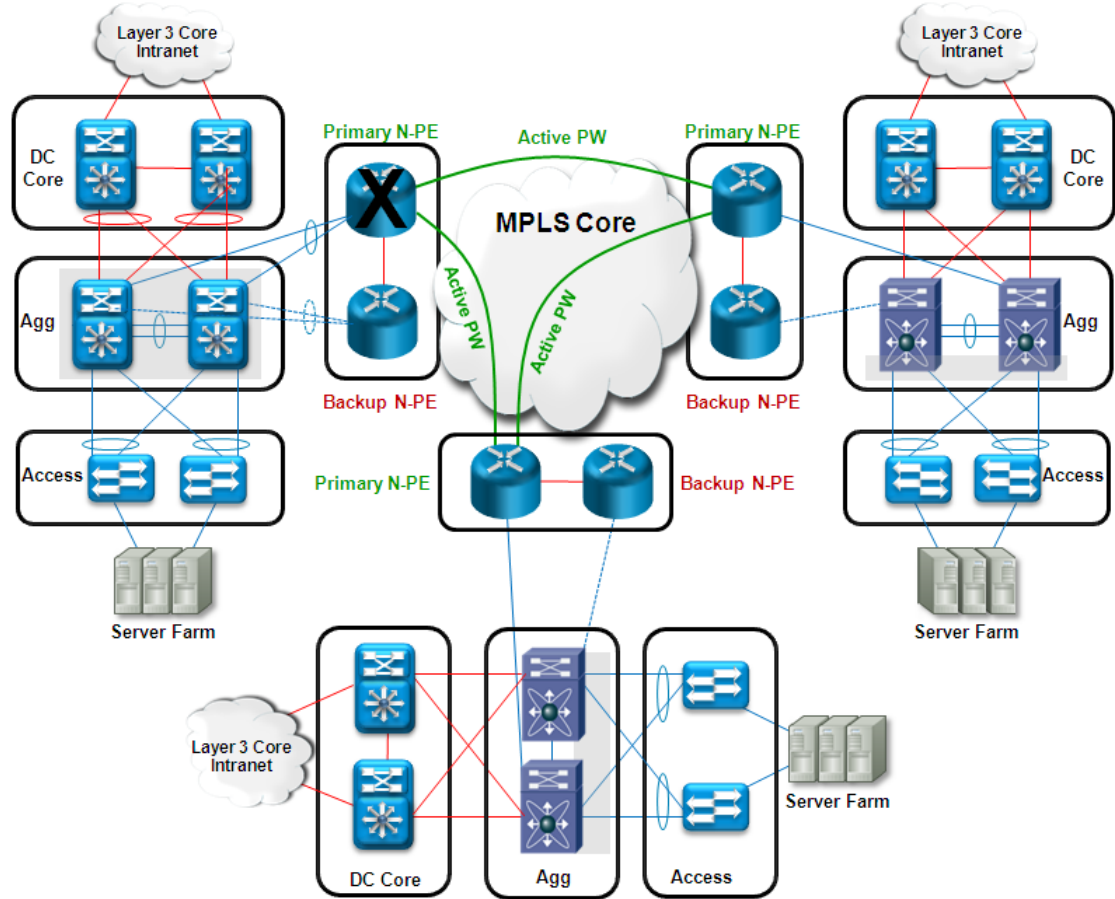 Layer 3 Core
Intranet
Layer 3 Core
Intranet
Primary N-PE
Active PW
Primary N-PE
DC
Core
X
DC
Core
MPLS Core
Agg
Active PW
Active PW
Agg
Backup N-PE
Backup N-PE
Access
Primary N-PE
Backup N-PE
Access
Server Farm
Server Farm
Layer 3 Core
Intranet
Server Farm
DC Core
Agg
Access